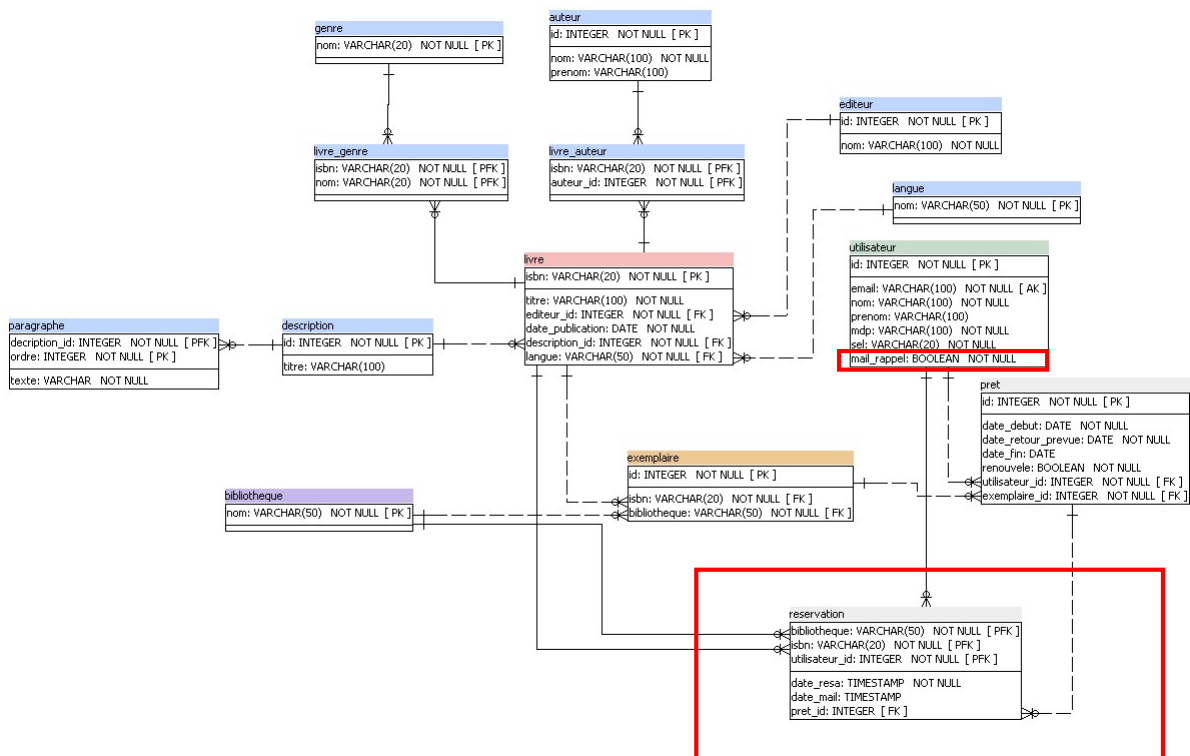 genre
nom: VARCHAR(20) NOT NULL [ PK ]
auteur
id: INTEGER NOT NULL [ PK ]
nom: VARCHAR(100) NOT NULL
prenom: VARCHAR(100)
editeur
id: INTEGER NOT NULL [ PK ]
nom: VARCHAR(100) NOT NULL
livre_genre
isbn: VARCHAR(20) NOT NULL [ PFK ]
nom: VARCHAR(20) NOT NULL [ PFK ]
livre_auteur
isbn: VARCHAR(20) NOT NULL [ PFK ]
auteur_id: INTEGER NOT NULL [ PFK ]
langue
nom: VARCHAR(50) NOT NULL [ PK ]
livre
isbn: VARCHAR(20) NOT NULL [ PK ]
titre: VARCHAR(100) NOT NULL
editeur_id: INTEGER NOT NULL [ FK ]
date_publication: DATE NOT NULL
description_id: INTEGER NOT NULL [ FK ]
langue: VARCHAR(50) NOT NULL [ FK ]
utilisateur
id: INTEGER NOT NULL [ PK ]
email: VARCHAR(100) NOT NULL [ AK ]
nom: VARCHAR(100) NOT NULL
prenom: VARCHAR(100)
mdp: VARCHAR(100) NOT NULL
sel: VARCHAR(20) NOT NULL
mail_rappel: BOOLEAN NOT NULL
paragraphe
decription_id: INTEGER NOT NULL [ PFK ]
ordre: INTEGER NOT NULL [ PK ]
texte: VARCHAR NOT NULL
description
id: INTEGER NOT NULL [ PK ]
titre: VARCHAR(100)
pret
id: INTEGER NOT NULL [ PK ]
date_debut: DATE NOT NULL
date_retour_prevue: DATE NOT NULL
date_fin: DATE
renouvele: BOOLEAN NOT NULL
utilisateur_id: INTEGER NOT NULL [ FK ]
exemplaire_id: INTEGER NOT NULL [ FK ]
exemplaire
id: INTEGER NOT NULL [ PK ]
isbn: VARCHAR(20) NOT NULL [ FK ]
bibliotheque: VARCHAR(50) NOT NULL [ FK ]
bibliotheque
nom: VARCHAR(50) NOT NULL [ PK ]
reservation
bibliotheque: VARCHAR(50) NOT NULL [ PFK ]
isbn: VARCHAR(20) NOT NULL [ PFK ]
utilisateur_id: INTEGER NOT NULL [ PFK ]
date_resa: TIMESTAMP NOT NULL
date_mail: TIMESTAMP
pret_id: INTEGER [ FK ]